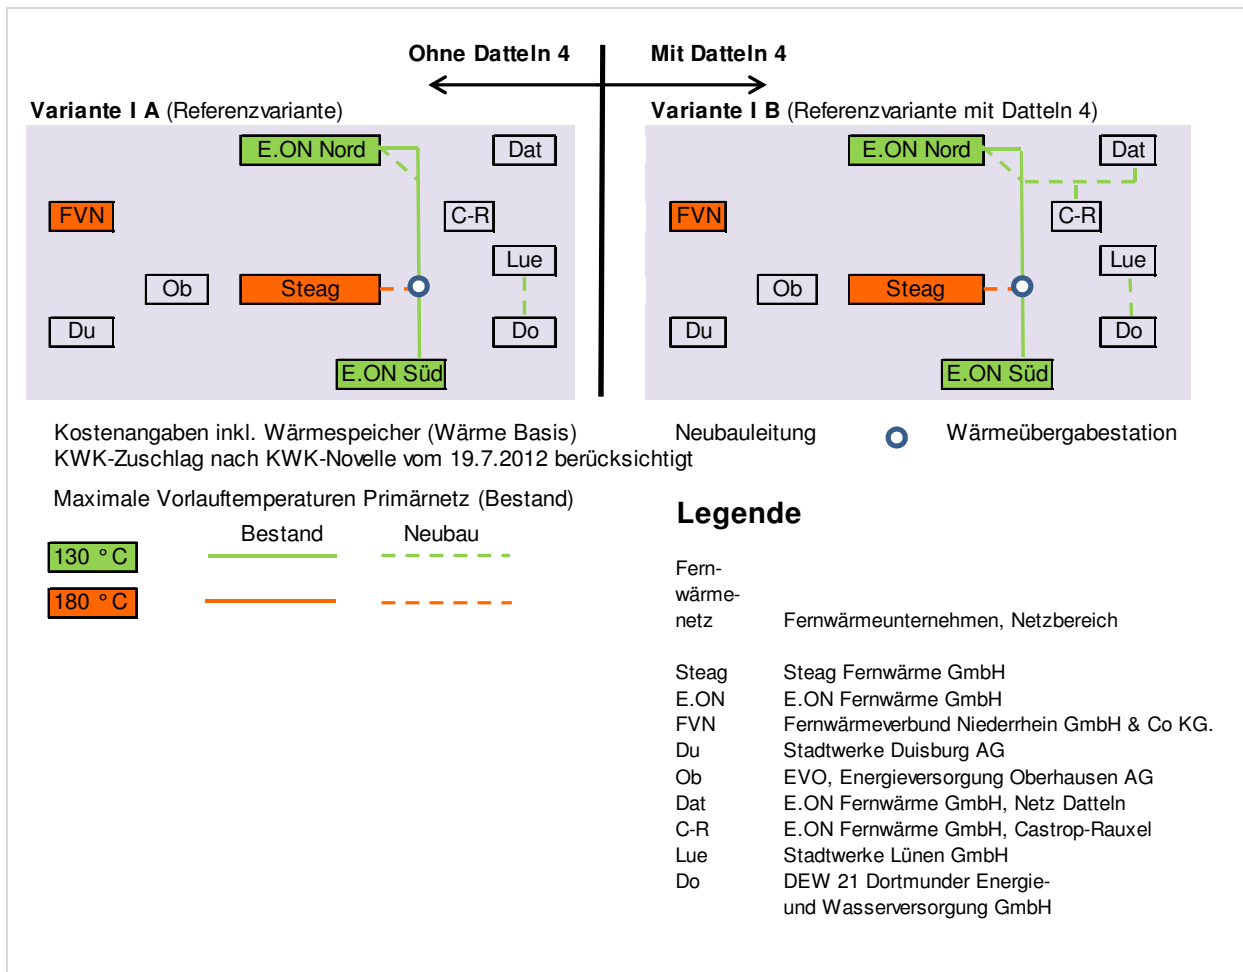 Ohne Datteln 4
Mit Datteln 4
Variante I A (Referenzvariante)
E.ON Nord
Dat
FVN
C-R
Lue
Ob
Steag
Du
Do
E.ON Süd
Variante I B (Referenzvariante mit Datteln 4)
E.ON Nord
Dat
FVN
C-R
Lue
Ob
Steag
Du
Do
E.ON Süd
Kostenangaben inkl. Wärmespeicher (Wärme Basis)
KWK-Zuschlag nach KWK-Novelle vom 19.7.2012 berücksichtigt
Neubauleitung
Wärmeübergabestation
Maximale Vorlauftemperaturen Primärnetz (Bestand)
Bestand
Neubau
130 °C
180 °C
Legende
Fern-
wärme-
netz Fernwärmeunternehmen, Netzbereich
Steag Steag Fernwärme GmbH
E.ON E.ON Fernwärme GmbH
FVN Fernwärmeverbund Niederrhein GmbH & Co KG.
Du Stadtwerke Duisburg AG
Ob EVO, Energieversorgung Oberhausen AG
Dat E.ON Fernwärme GmbH, Netz Datteln
C-R E.ON Fernwärme GmbH, Castrop-Rauxel
Lue Stadtwerke Lünen GmbH
Do DEW 21 Dortmunder Energie-
und Wasserversorgung GmbH